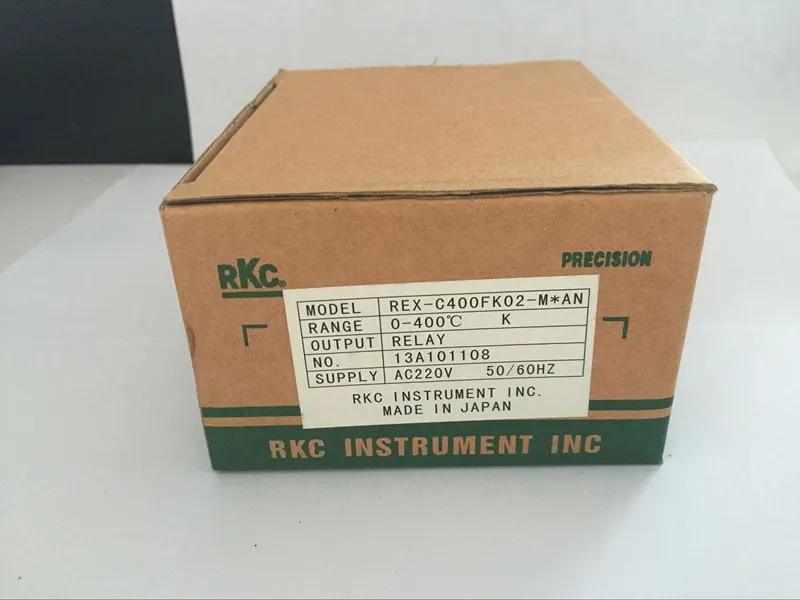 RKC®
PRECISION
MODEL REX-C400FK02-M*AN
RANGE 0-400℃ K
OUTPUT RELAY
NO. 13A101108
SUPPLY AC220V 50/60HZ
RKC INSTRUMENT INC.
MADE IN JAPAN
RKC INSTRUMENT INC